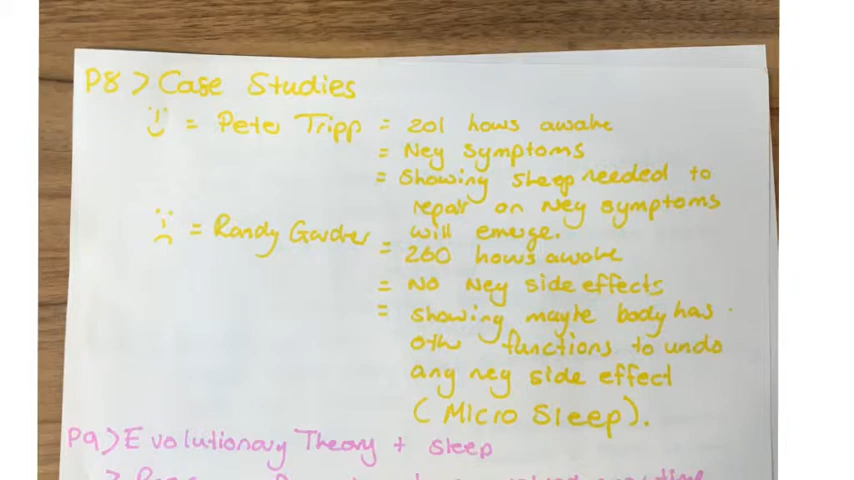 P8 > Case Studies
:) = Peter Tripp = 201 hours awake
= Neg symptoms
= Showing sleep needed to
repair or Neg symptoms
will emerge.
:( = Randy Gardner
= 260 hours awake
= No Neg side effects
= showing maybe body has
other functions to undo
any neg side effect
(Micro Sleep).
P9 > Evolutionary Theory + Sleep